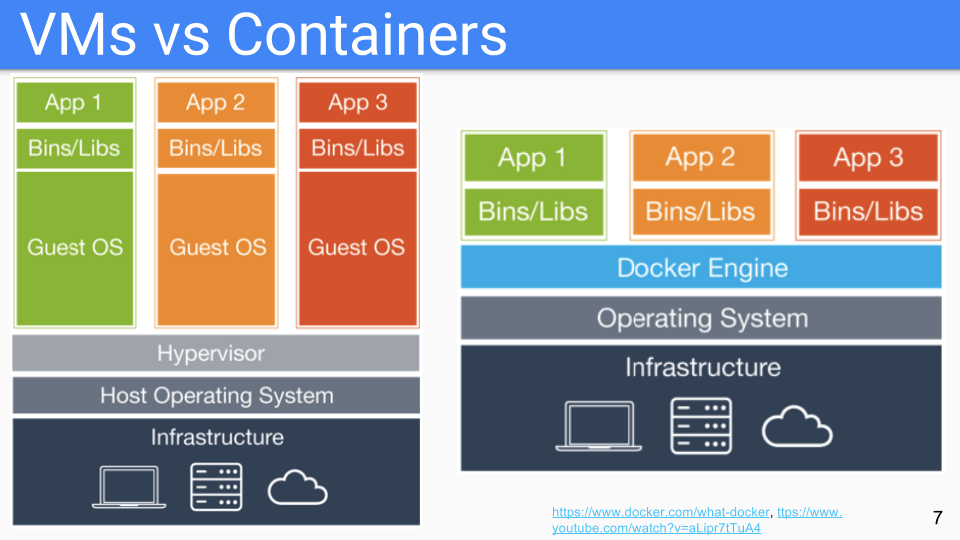 VMs vs Containers
App 1
Bins/Libs
Guest OS
App 2
Bins/Libs
Guest OS
App 3
Bins/Libs
Guest OS
Hypervisor
Host Operating System
Infrastructure
App 1
Bins/Libs
App 2
Bins/Libs
App 3
Bins/Libs
Docker Engine
Operating System
Infrastructure
https://www.docker.com/what-docker, ttps://www.
youtube.com/watch?v=aLipr7tTuA4
7